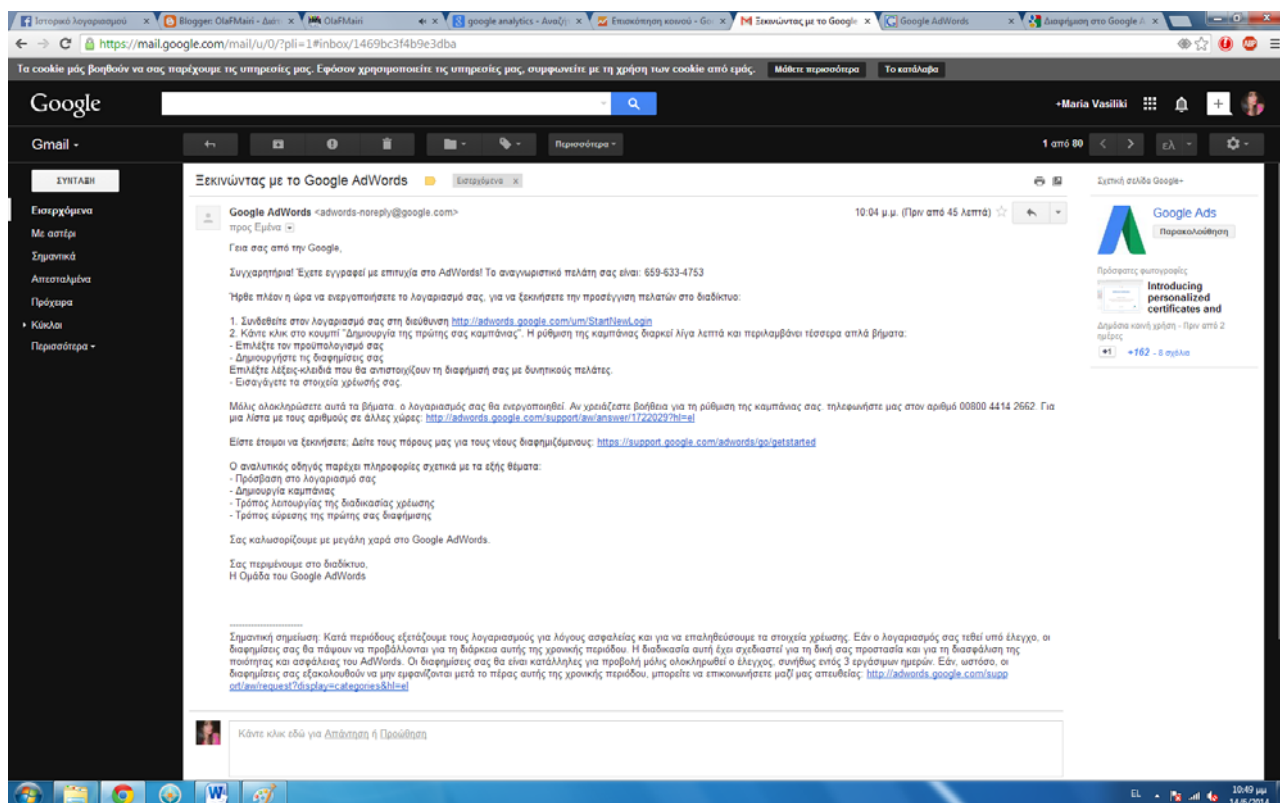 Ιστορικό λογαριασμού
Blogger: OlaFMairi - Διάτ
OlaFMairi
google analytics - Αναζή
Επισκόπηση κοινού - Go
Ξεκινώντας με το Google
Google AdWords
Διαφήμιση στο Google A
https://mail.google.com/mail/u/0/?pli=1#inbox/1469bc3f4b9e3dba
Τα cookie μάς βοηθούν να σας παρέχουμε τις υπηρεσίες μας. Εφόσον χρησιμοποιείτε τις υπηρεσίες μας, συμφωνείτε με τη χρήση των cookie από εμάς. Μάθετε περισσότερα Το κατάλαβα
Google
+Maria Vasiliki
Gmail
Περισσότερα
1 από 80
ελ
ΣΥΝΤΑΞΗ
Εισερχόμενα
Με αστέρι
Σημαντικά
Απεσταλμένα
Πρόχειρα
Κύκλοι
Περισσότερα
Ξεκινώντας με το Google AdWords Εισερχόμενα x
Google AdWords <adwords-noreply@google.com> 10:04 μ.μ. (Πριν από 45 λεπτά)
προς Εμένα
Γεια σας από την Google,
Συγχαρητήρια! Έχετε εγγραφεί με επιτυχία στο AdWords! Το αναγνωριστικό πελάτη σας είναι: 659-633-4753
Ήρθε πλέον η ώρα να ενεργοποιήσετε το λογαριασμό σας, για να ξεκινήσετε την προσέγγιση πελατών στο διαδίκτυο:
1. Συνδεθείτε στον λογαριασμό σας στη διεύθυνση http://adwords.google.com/um/StartNewLogin
2. Κάντε κλικ στο κουμπί "Δημιουργία της πρώτης σας καμπάνιας". Η ρύθμιση της καμπάνιας διαρκεί λίγα λεπτά και περιλαμβάνει τέσσερα απλά βήματα:
- Επιλέξτε τον προϋπολογισμό σας
- Δημιουργήστε τις διαφημίσεις σας
Επιλέξτε λέξεις-κλειδιά που θα αντιστοιχίζουν τη διαφήμισή σας με δυνητικούς πελάτες.
- Εισαγάγετε τα στοιχεία χρέωσής σας.
Μόλις ολοκληρώσετε αυτά τα βήματα, ο λογαριασμός σας θα ενεργοποιηθεί. Αν χρειάζεστε βοήθεια για τη ρύθμιση της καμπάνιας σας, τηλεφωνήστε μας στον αριθμό 00800 4414 2662. Για
μια λίστα με τους αριθμούς σε άλλες χώρες: http://adwords.google.com/support/aw/answer/1722029?hl=el
Είστε έτοιμοι να ξεκινήσετε; Δείτε τους πόρους μας για τους νέους διαφημιζόμενους: https://support.google.com/adwords/go/getstarted
Ο αναλυτικός οδηγός παρέχει πληροφορίες σχετικά με τα εξής θέματα:
- Πρόσβαση στο λογαριασμό σας
- Δημιουργία καμπάνιας
- Τρόπος λειτουργίας της διαδικασίας χρέωσης
- Τρόπος εύρεσης της πρώτης σας διαφήμισης
Σας καλωσορίζουμε με μεγάλη χαρά στο Google AdWords.
Σας περιμένουμε στο διαδίκτυο,
Η Ομάδα του Google AdWords
------------------------
Σημαντική σημείωση: Κατά περιόδους εξετάζουμε τους λογαριασμούς για λόγους ασφαλείας και για να επαληθεύσουμε τα στοιχεία χρέωσης. Εάν ο λογαριασμός σας τεθεί υπό έλεγχο, οι
διαφημίσεις σας θα πάψουν να προβάλλονται για τη διάρκεια αυτής της χρονικής περιόδου. Η διαδικασία αυτή έχει σχεδιαστεί για τη δική σας προστασία και για τη διασφάλιση της
ποιότητας και ασφάλειας του AdWords. Οι διαφημίσεις σας θα είναι κατάλληλες για προβολή μόλις ολοκληρωθεί ο έλεγχος, συνήθως εντός 3 εργάσιμων ημερών. Εάν, ωστόσο, οι
διαφημίσεις σας εξακολουθούν να μην εμφανίζονται μετά το πέρας αυτής της χρονικής περιόδου, μπορείτε να επικοινωνήσετε μαζί μας απευθείας: http://adwords.google.com/supp
ort/aw/request?display=categories&hl=el
Κάντε κλικ εδώ για Απάντηση ή Προώθηση
Σχετική σελίδα Google+
Google Ads
Παρακολούθηση
Πρόσφατες φωτογραφίες
Introducing
personalized
certificates and
Δημόσια κοινή χρήση - Πριν από 2
ημέρες
+1 +162 - 8 σχόλια
EL
10:49 μμ
14/6/2014